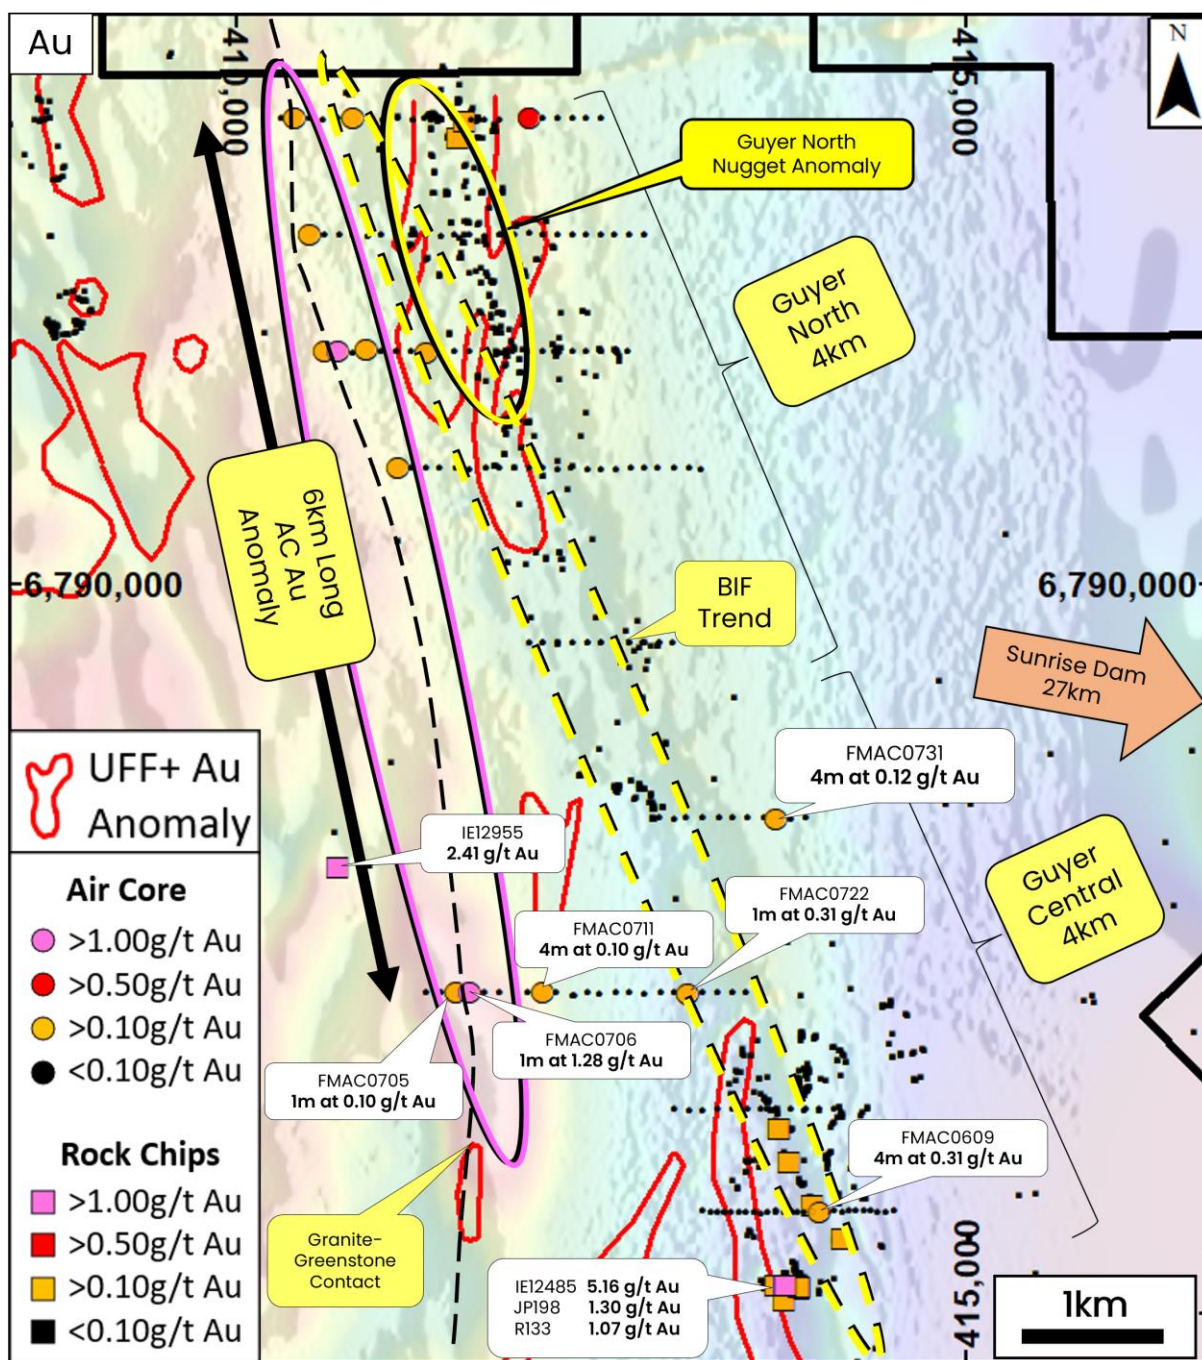 Au
410,000
415,000
N
Guyer North
Nugget Anomaly
Guyer
North
4km
6km Long
AC Au
Anomaly
6,790,000
6,790,000
BIF
Trend
Sunrise Dam
27km
UFF+ Au
Anomaly
FMAC0731
4m at 0.12 g/t Au
IE12955
2.41 g/t Au
FMAC0722
1m at 0.31 g/t Au
Guyer
Central
4km
FMAC0711
4m at 0.10 g/t Au
Air Core
>1.00g/t Au
>0.50g/t Au
>0.10g/t Au
<0.10g/t Au
FMAC0706
1m at 1.28 g/t Au
FMAC0705
1m at 0.10 g/t Au
Rock Chips
>1.00g/t Au
>0.50g/t Au
>0.10g/t Au
<0.10g/t Au
FMAC0609
4m at 0.31 g/t Au
Granite-
Greenstone
Contact
IE12485 5.16 g/t Au
JP198 1.30 g/t Au
R133 1.07 g/t Au
415,000
1km